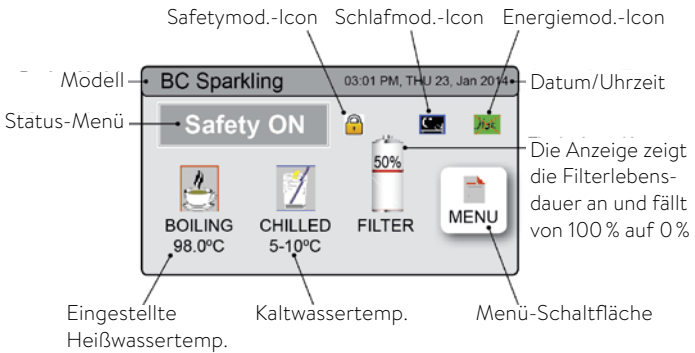 Safetymod.-Icon Schlafmod.-Icon Energiemod.-Icon
Modell
BC Sparkling
03:01 PM, THU 23, Jan 2014
Datum/Uhrzeit
Status-Menü
Safety ON
50%
Die Anzeige zeigt
die Filterlebens-
dauer an und fällt
von 100 % auf 0 %
BOILING
98.0ºC
CHILLED
5-10ºC
FILTER
MENU
Eingestellte
Heißwassertemp.
Kaltwassertemp.
Menü-Schaltfläche